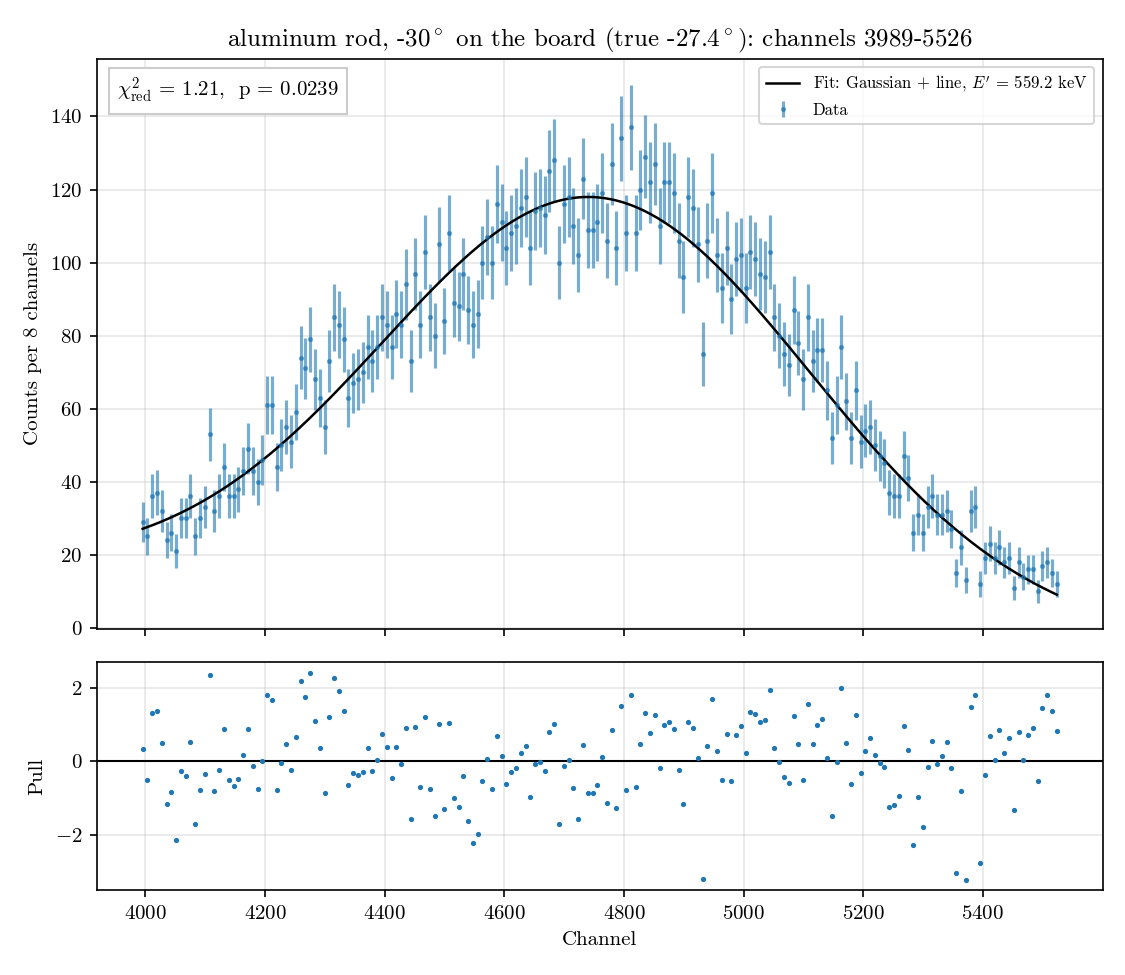 aluminum rod, -30° on the board (true -27.4°): channels 3989-5526
χ²red = 1.21, p = 0.0239
Fit: Gaussian + line, E′ = 559.2 keV
Data
Counts per 8 channels
140
120
100
80
60
40
20
0
Pull
2
0
−2
4000 4200 4400 4600 4800 5000 5200 5400
Channel